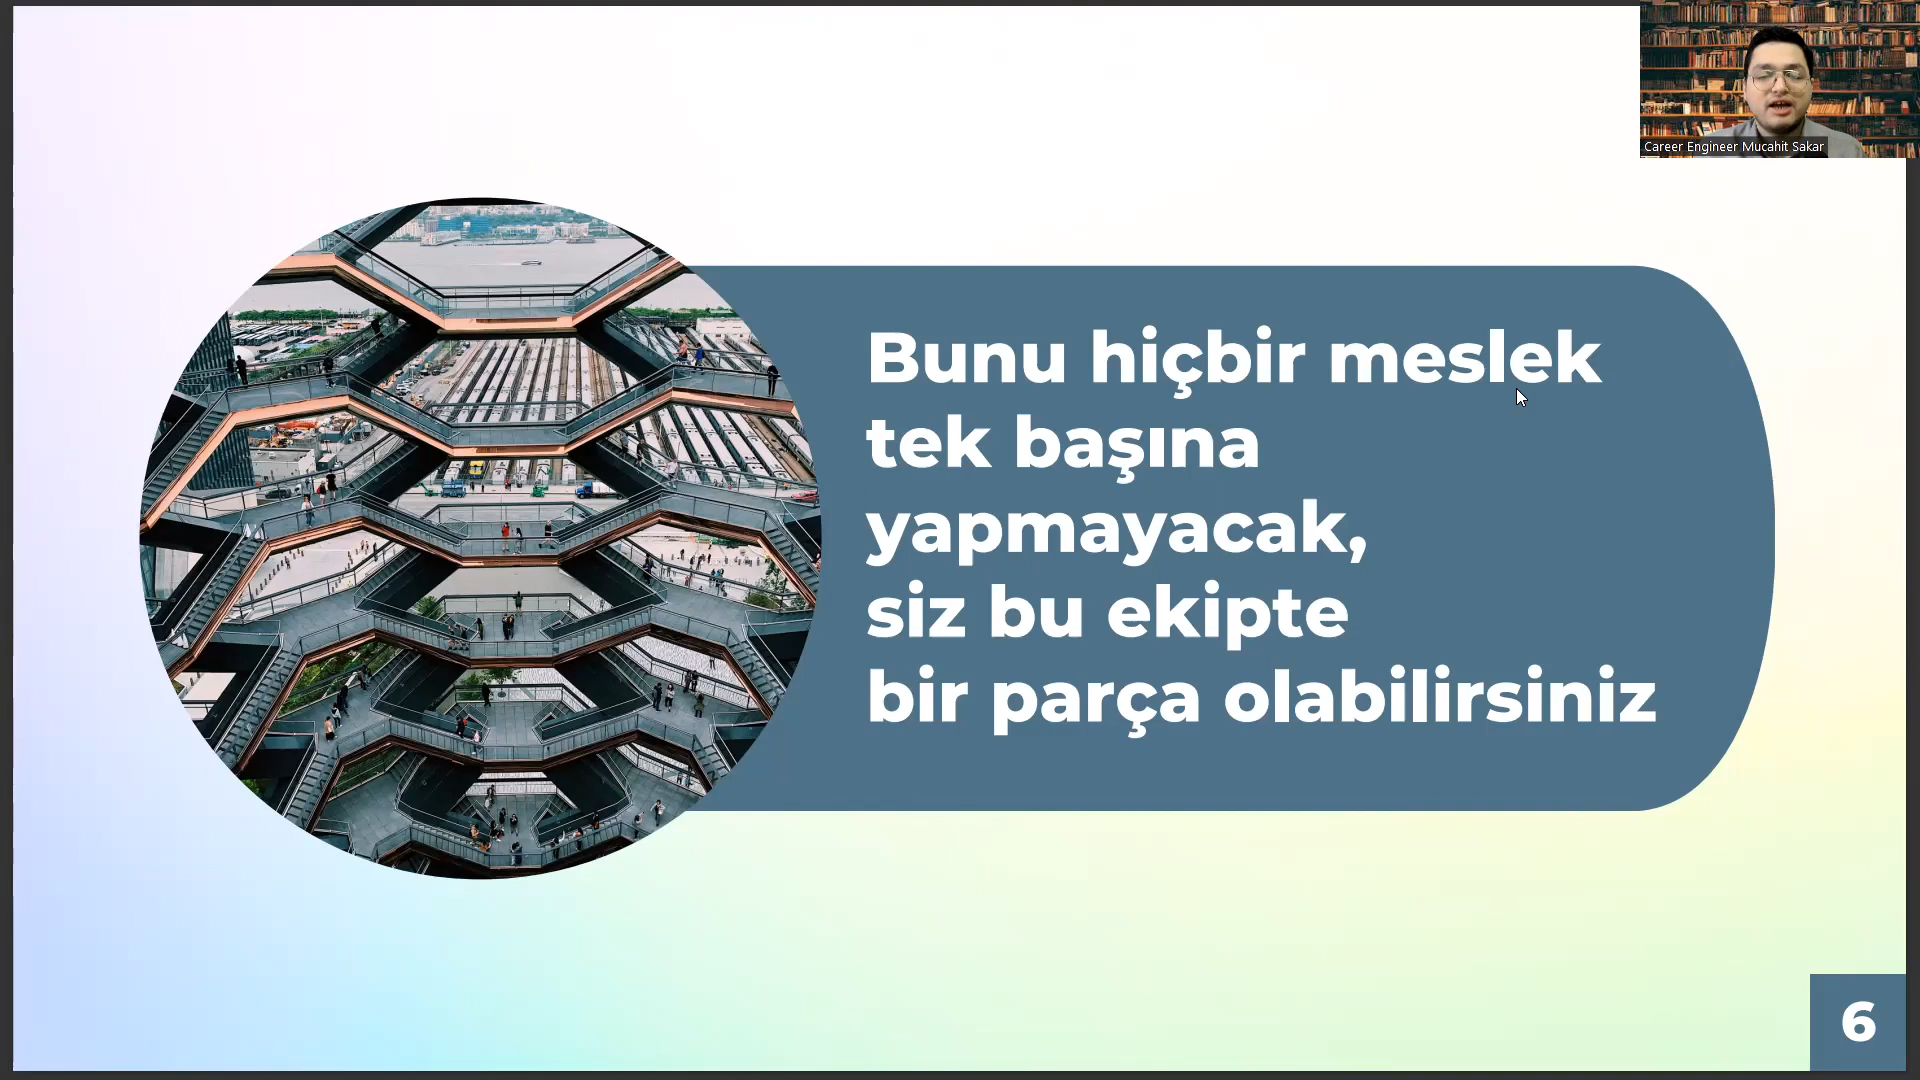 Career Engineer Mucahit Sakar
Bunu hiçbir meslek
tek başına
yapmayacak,
siz bu ekipte
bir parça olabilirsiniz
6